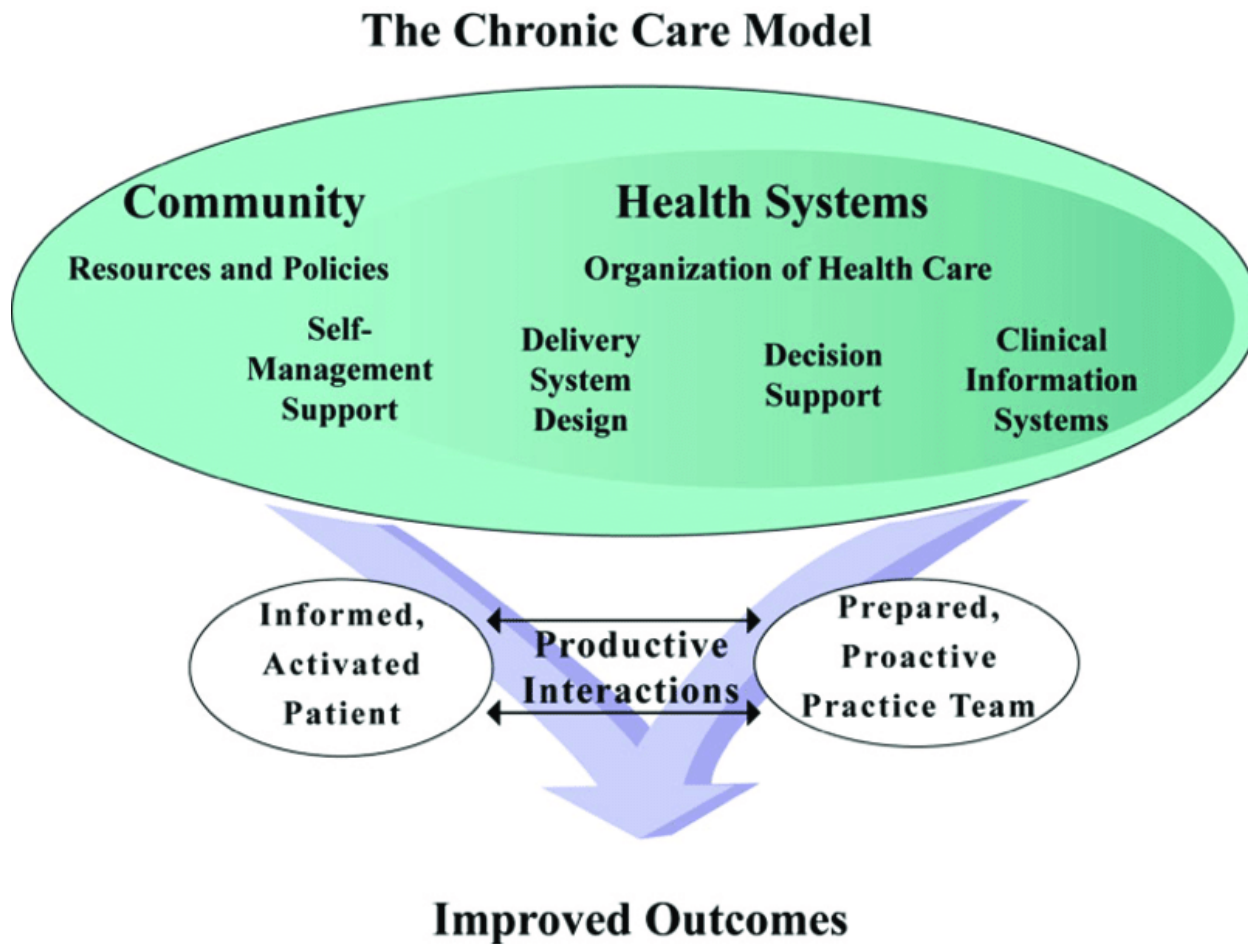 The Chronic Care Model
Community
Resources and Policies
Health Systems
Organization of Health Care
Self-
Management
Support
Delivery
System
Design
Decision
Support
Clinical
Information
Systems
Informed,
Activated
Patient
Productive
Interactions
Prepared,
Proactive
Practice Team
Improved Outcomes